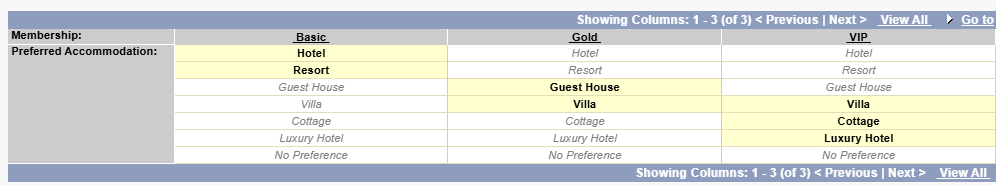 Showing Columns: 1 - 3 (of 3) < Previous | Next > View All Go to
Membership: Basic Gold VIP
Preferred Accommodation: Hotel Hotel Hotel
Resort Resort Resort
Guest House Guest House Guest House
Villa Villa Villa
Cottage Cottage Cottage
Luxury Hotel Luxury Hotel Luxury Hotel
No Preference No Preference No Preference
Showing Columns: 1 - 3 (of 3) < Previous | Next > View All